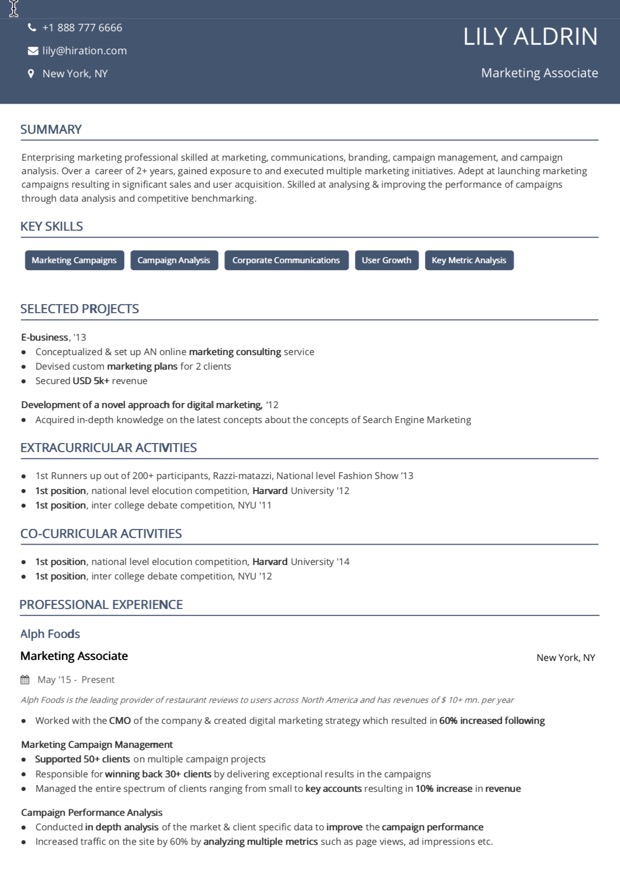 +1 888 777 6666
lily@hiration.com
New York, NY
LILY ALDRIN
Marketing Associate
SUMMARY
Enterprising marketing professional skilled at marketing, communications, branding, campaign management, and campaign
analysis. Over a career of 2+ years, gained exposure to and executed multiple marketing initiatives. Adept at launching marketing
campaigns resulting in significant sales and user acquisition. Skilled at analysing & improving the performance of campaigns
through data analysis and competitive benchmarking.
KEY SKILLS
Marketing Campaigns Campaign Analysis Corporate Communications User Growth Key Metric Analysis
SELECTED PROJECTS
E-business, '13
• Conceptualized & set up AN online marketing consulting service
• Devised custom marketing plans for 2 clients
• Secured USD 5k+ revenue
Development of a novel approach for digital marketing, '12
• Acquired in-depth knowledge on the latest concepts about the concepts of Search Engine Marketing
EXTRACURRICULAR ACTIVITIES
• 1st Runners up out of 200+ participants, Razzi-matazzi, National level Fashion Show '13
• 1st position, national level elocution competition, Harvard University '12
• 1st position, inter college debate competition, NYU '11
CO-CURRICULAR ACTIVITIES
• 1st position, national level elocution competition, Harvard University '14
• 1st position, inter college debate competition, NYU '12
PROFESSIONAL EXPERIENCE
Alph Foods
Marketing Associate New York, NY
May '15 - Present
Alph Foods is the leading provider of restaurant reviews to users across North America and has revenues of $ 10+ mn. per year
• Worked with the CMO of the company & created digital marketing strategy which resulted in 60% increased following
Marketing Campaign Management
• Supported 50+ clients on multiple campaign projects
• Responsible for winning back 30+ clients by delivering exceptional results in the campaigns
• Managed the entire spectrum of clients ranging from small to key accounts resulting in 10% increase in revenue
Campaign Performance Analysis
• Conducted in depth analysis of the market & client specific data to improve the campaign performance
• Increased traffic on the site by 60% by analyzing multiple metrics such as page views, ad impressions etc.